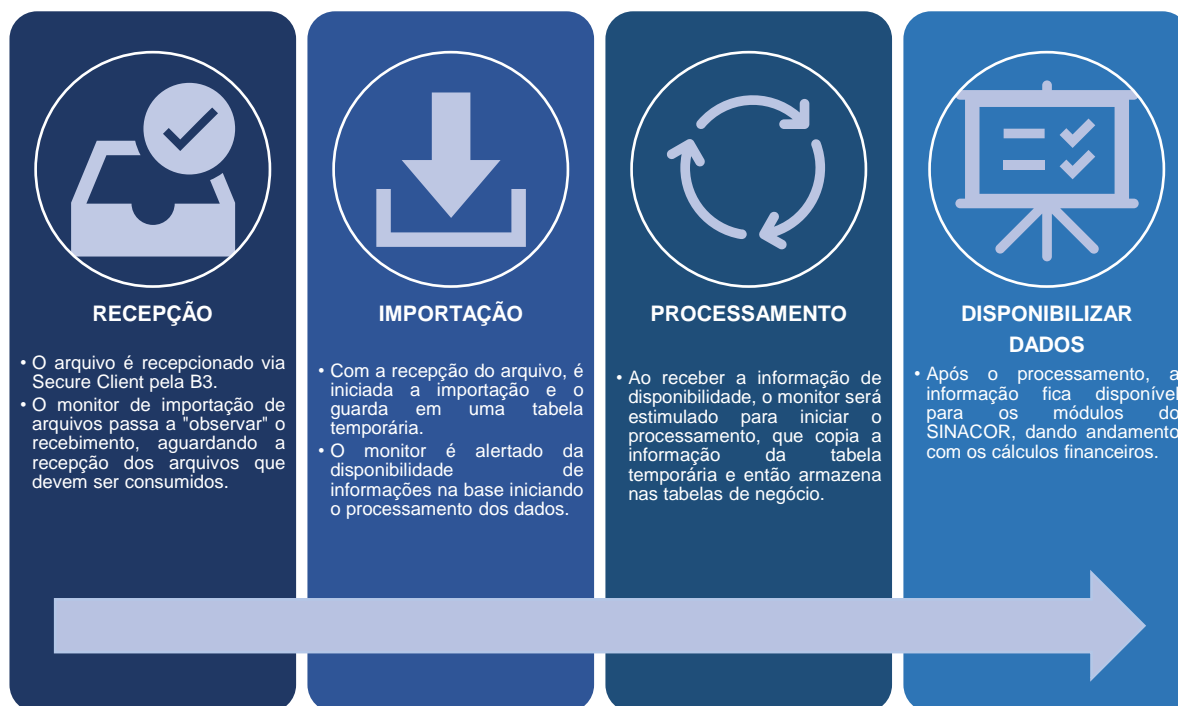 RECEPÇÃO
• O arquivo é recepcionado via
Secure Client pela B3.
• O monitor de importação de
arquivos passa a "observar" o
recebimento, aguardando a
recepção dos arquivos que
devem ser consumidos.
IMPORTAÇÃO
• Com a recepção do arquivo, é
iniciada a importação e o
guarda em uma tabela
temporária.
• O monitor é alertado da
disponibilidade de
informações na base iniciando
o processamento dos dados.
PROCESSAMENTO
• Ao receber a informação de
disponibilidade, o monitor será
estimulado para iniciar o
processamento, que copia a
informação da tabela
temporária e então armazena
nas tabelas de negócio.
DISPONIBILIZAR
DADOS
• Após o processamento, a
informação fica disponível
para os módulos do
SINACOR, dando andamento
com os cálculos financeiros.